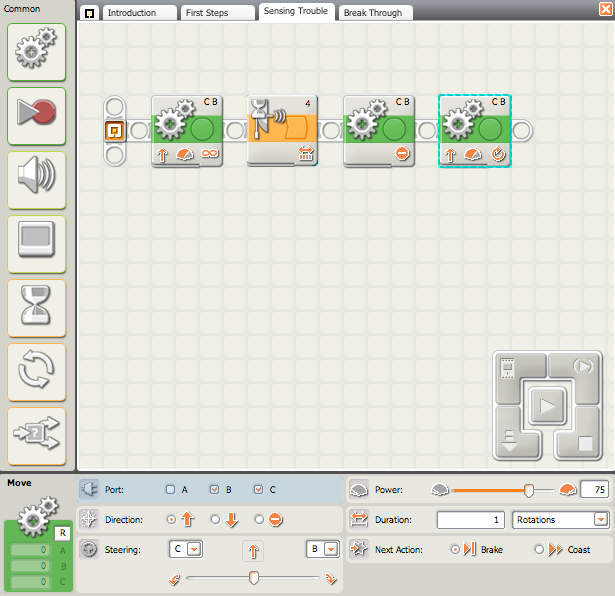 Common
Introduction
First Steps
Sensing Trouble
Break Through
C B
4
C B
C B
Move
R
0 A
0 B
0 C
Port: A B C
Direction:
Steering: C B
Power: 75
Duration: 1 Rotations
Next Action: Brake Coast